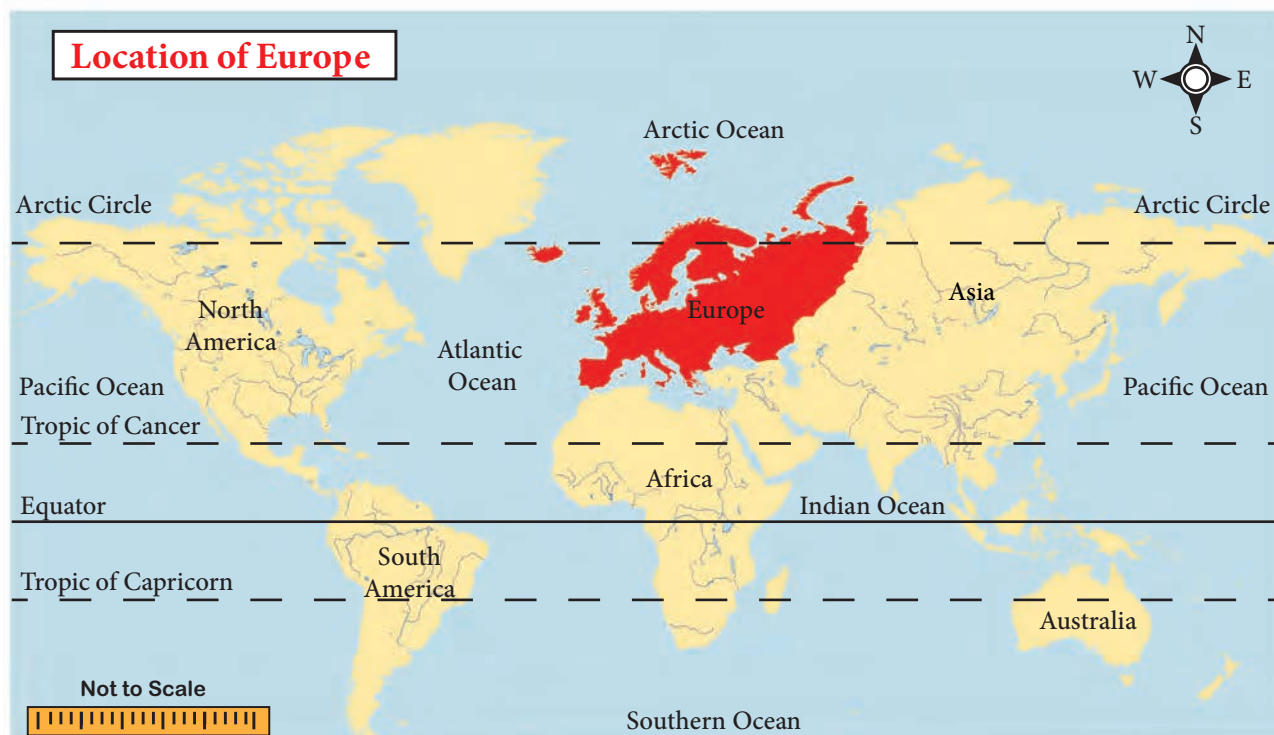 Location of Europe
N
W E
S
Arctic Ocean
Arctic Circle
Arctic Circle
North
America
Europe
Asia
Atlantic
Ocean
Pacific Ocean
Pacific Ocean
Tropic of Cancer
Africa
Equator
Indian Ocean
South
America
Tropic of Capricorn
Australia
Not to Scale
Southern Ocean